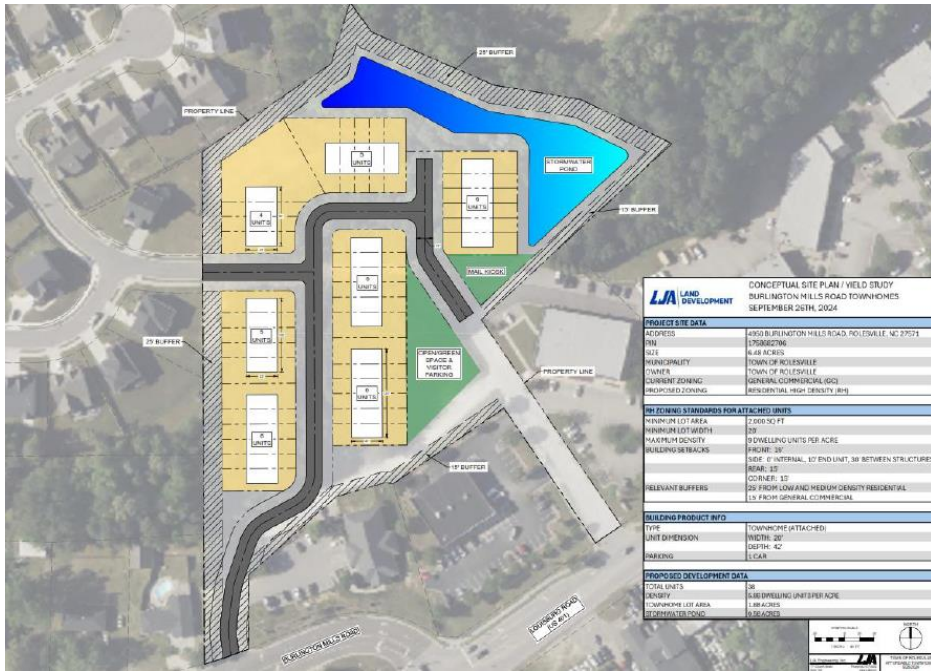 25' BUFFER
PROPERTY LINE
5
UNITS
STORMWATER
POND
4
UNITS
UNITS
15' BUFFER
MAIL KIOSK
25' BUFFER
UNITS
UNITS
OPEN/GREEN
SPACE &
VISITOR
PARKING
PROPERTY LINE
6
UNITS
UNITS
15' BUFFER
BURLINGTON MILLS ROAD
LOUISBURG ROAD
(US 401)
LJA LAND
DEVELOPMENT
CONCEPTUAL SITE PLAN / YIELD STUDY
BURLINGTON MILLS ROAD TOWNHOMES
SEPTEMBER 26TH, 2024
PROJECT SITE DATA
ADDRESS 4950 BURLINGTON MILLS ROAD, ROLESVILLE, NC 27571
PIN
SIZE 6.48 ACRES
MUNICIPALITY TOWN OF ROLESVILLE
OWNER TOWN OF ROLESVILLE
CURRENT ZONING GENERAL COMMERCIAL (GC)
PROPOSED ZONING RESIDENTIAL HIGH DENSITY (RH)
RH ZONING STANDARDS FOR ATTACHED UNITS
MINIMUM LOT AREA 2,000 SQ FT
MINIMUM LOT WIDTH 20'
MAXIMUM DENSITY 9 DWELLING UNITS PER ACRE
BUILDING SETBACKS FRONT: 15'
SIDE: 0' INTERNAL, 10' END UNIT, 30' BETWEEN STRUCTURES
REAR: 15'
CORNER: 10'
RELEVANT BUFFERS 25' FROM LOW AND MEDIUM DENSITY RESIDENTIAL
15' FROM GENERAL COMMERCIAL
BUILDING PRODUCT INFO
TYPE TOWNHOME (ATTACHED)
UNIT DIMENSION WIDTH: 20'
DEPTH: 42'
PARKING 1 CAR
PROPOSED DEVELOPMENT DATA
TOTAL UNITS 38
DENSITY 5.86 DWELLING UNITS PER ACRE
TOWNHOME LOT AREA 1.88 ACRES
STORMWATER POND 0.50 ACRES
NORTH
LJA